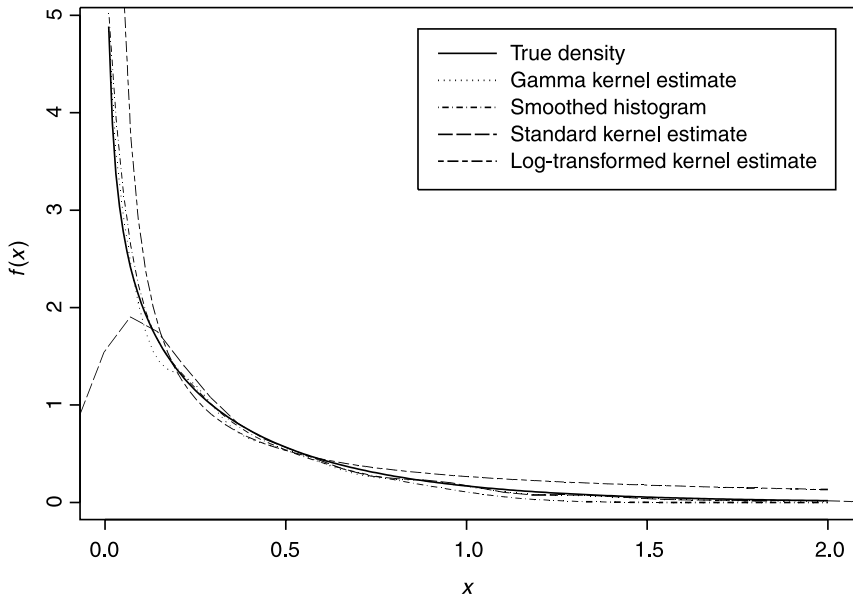 5
4
3
2
1
0
f(x)
True density
Gamma kernel estimate
Smoothed histogram
Standard kernel estimate
Log-transformed kernel estimate
0.0
0.5
1.0
1.5
2.0
x